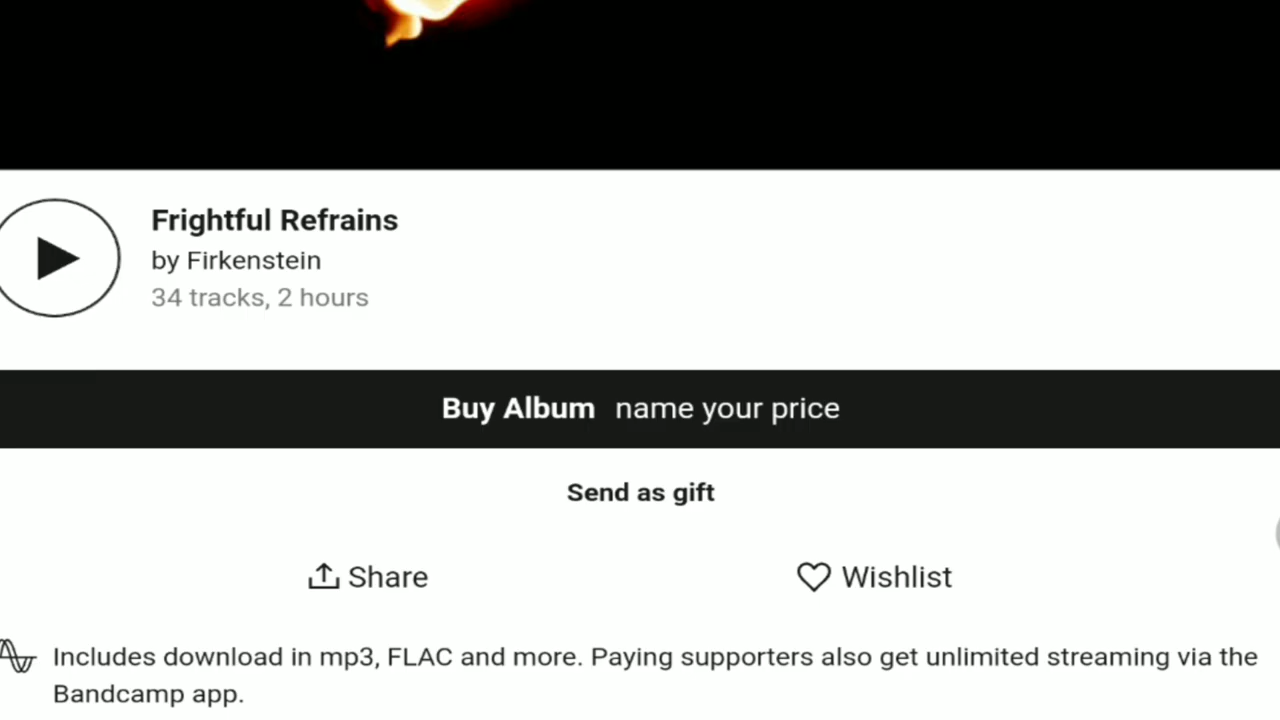 Frightful Refrains
by Firkenstein
34 tracks, 2 hours
Buy Album name your price
Send as gift
Share Wishlist
Includes download in mp3, FLAC and more. Paying supporters also get unlimited streaming via the
Bandcamp app.